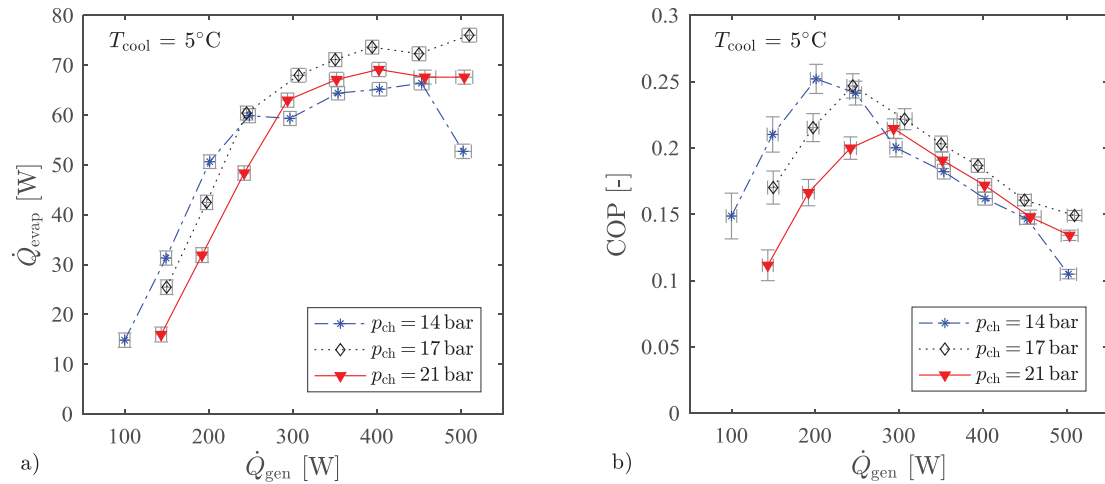 T_cool = 5°C
80
70
60
50
40
30
20
10
0
Q̇_evap [W]
p_ch = 14 bar
p_ch = 17 bar
p_ch = 21 bar
100 200 300 400 500
Q̇_gen [W]
a)
T_cool = 5°C
0.3
0.25
0.2
0.15
0.1
0.05
0
COP [-]
p_ch = 14 bar
p_ch = 17 bar
p_ch = 21 bar
100 200 300 400 500
Q̇_gen [W]
b)